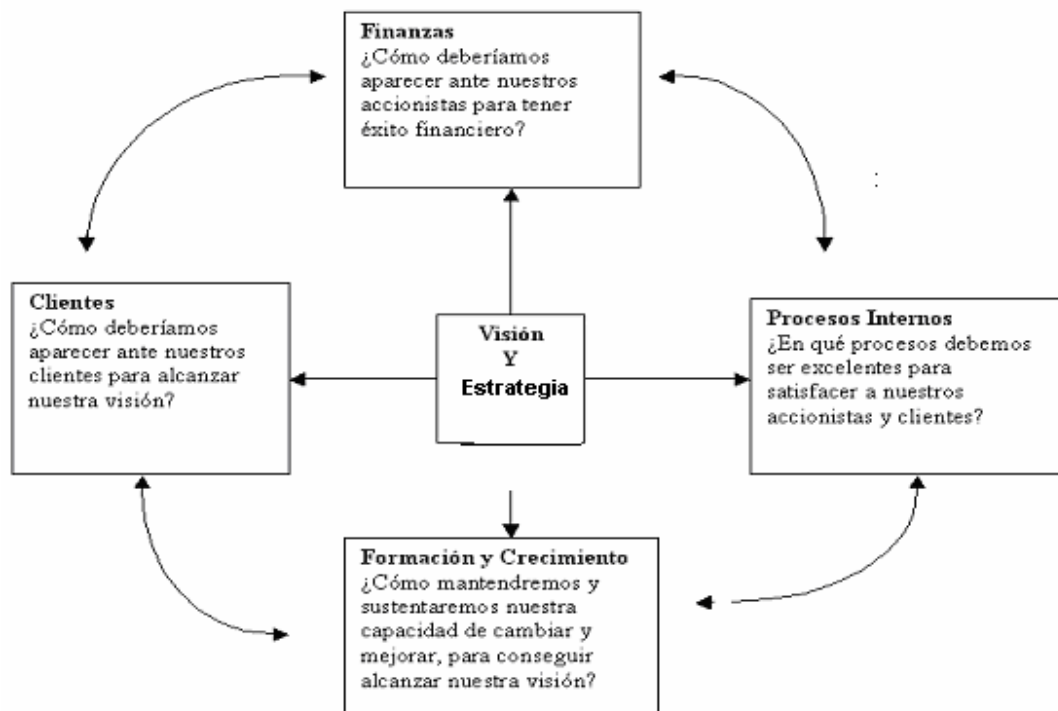 Finanzas
¿Cómo deberíamos
aparecer ante nuestros
accionistas para tener
éxito financiero?
:
Clientes
¿Cómo deberíamos
aparecer ante nuestros
clientes para alcanzar
nuestra visión?
Visión
Y
Estrategia
Procesos Internos
¿En qué procesos debemos
ser excelentes para
satisfacer a nuestros
accionistas y clientes?
Formación y Crecimiento
¿Cómo mantendremos y
sustentaremos nuestra
capacidad de cambiar y
mejorar, para conseguir
alcanzar nuestra visión?